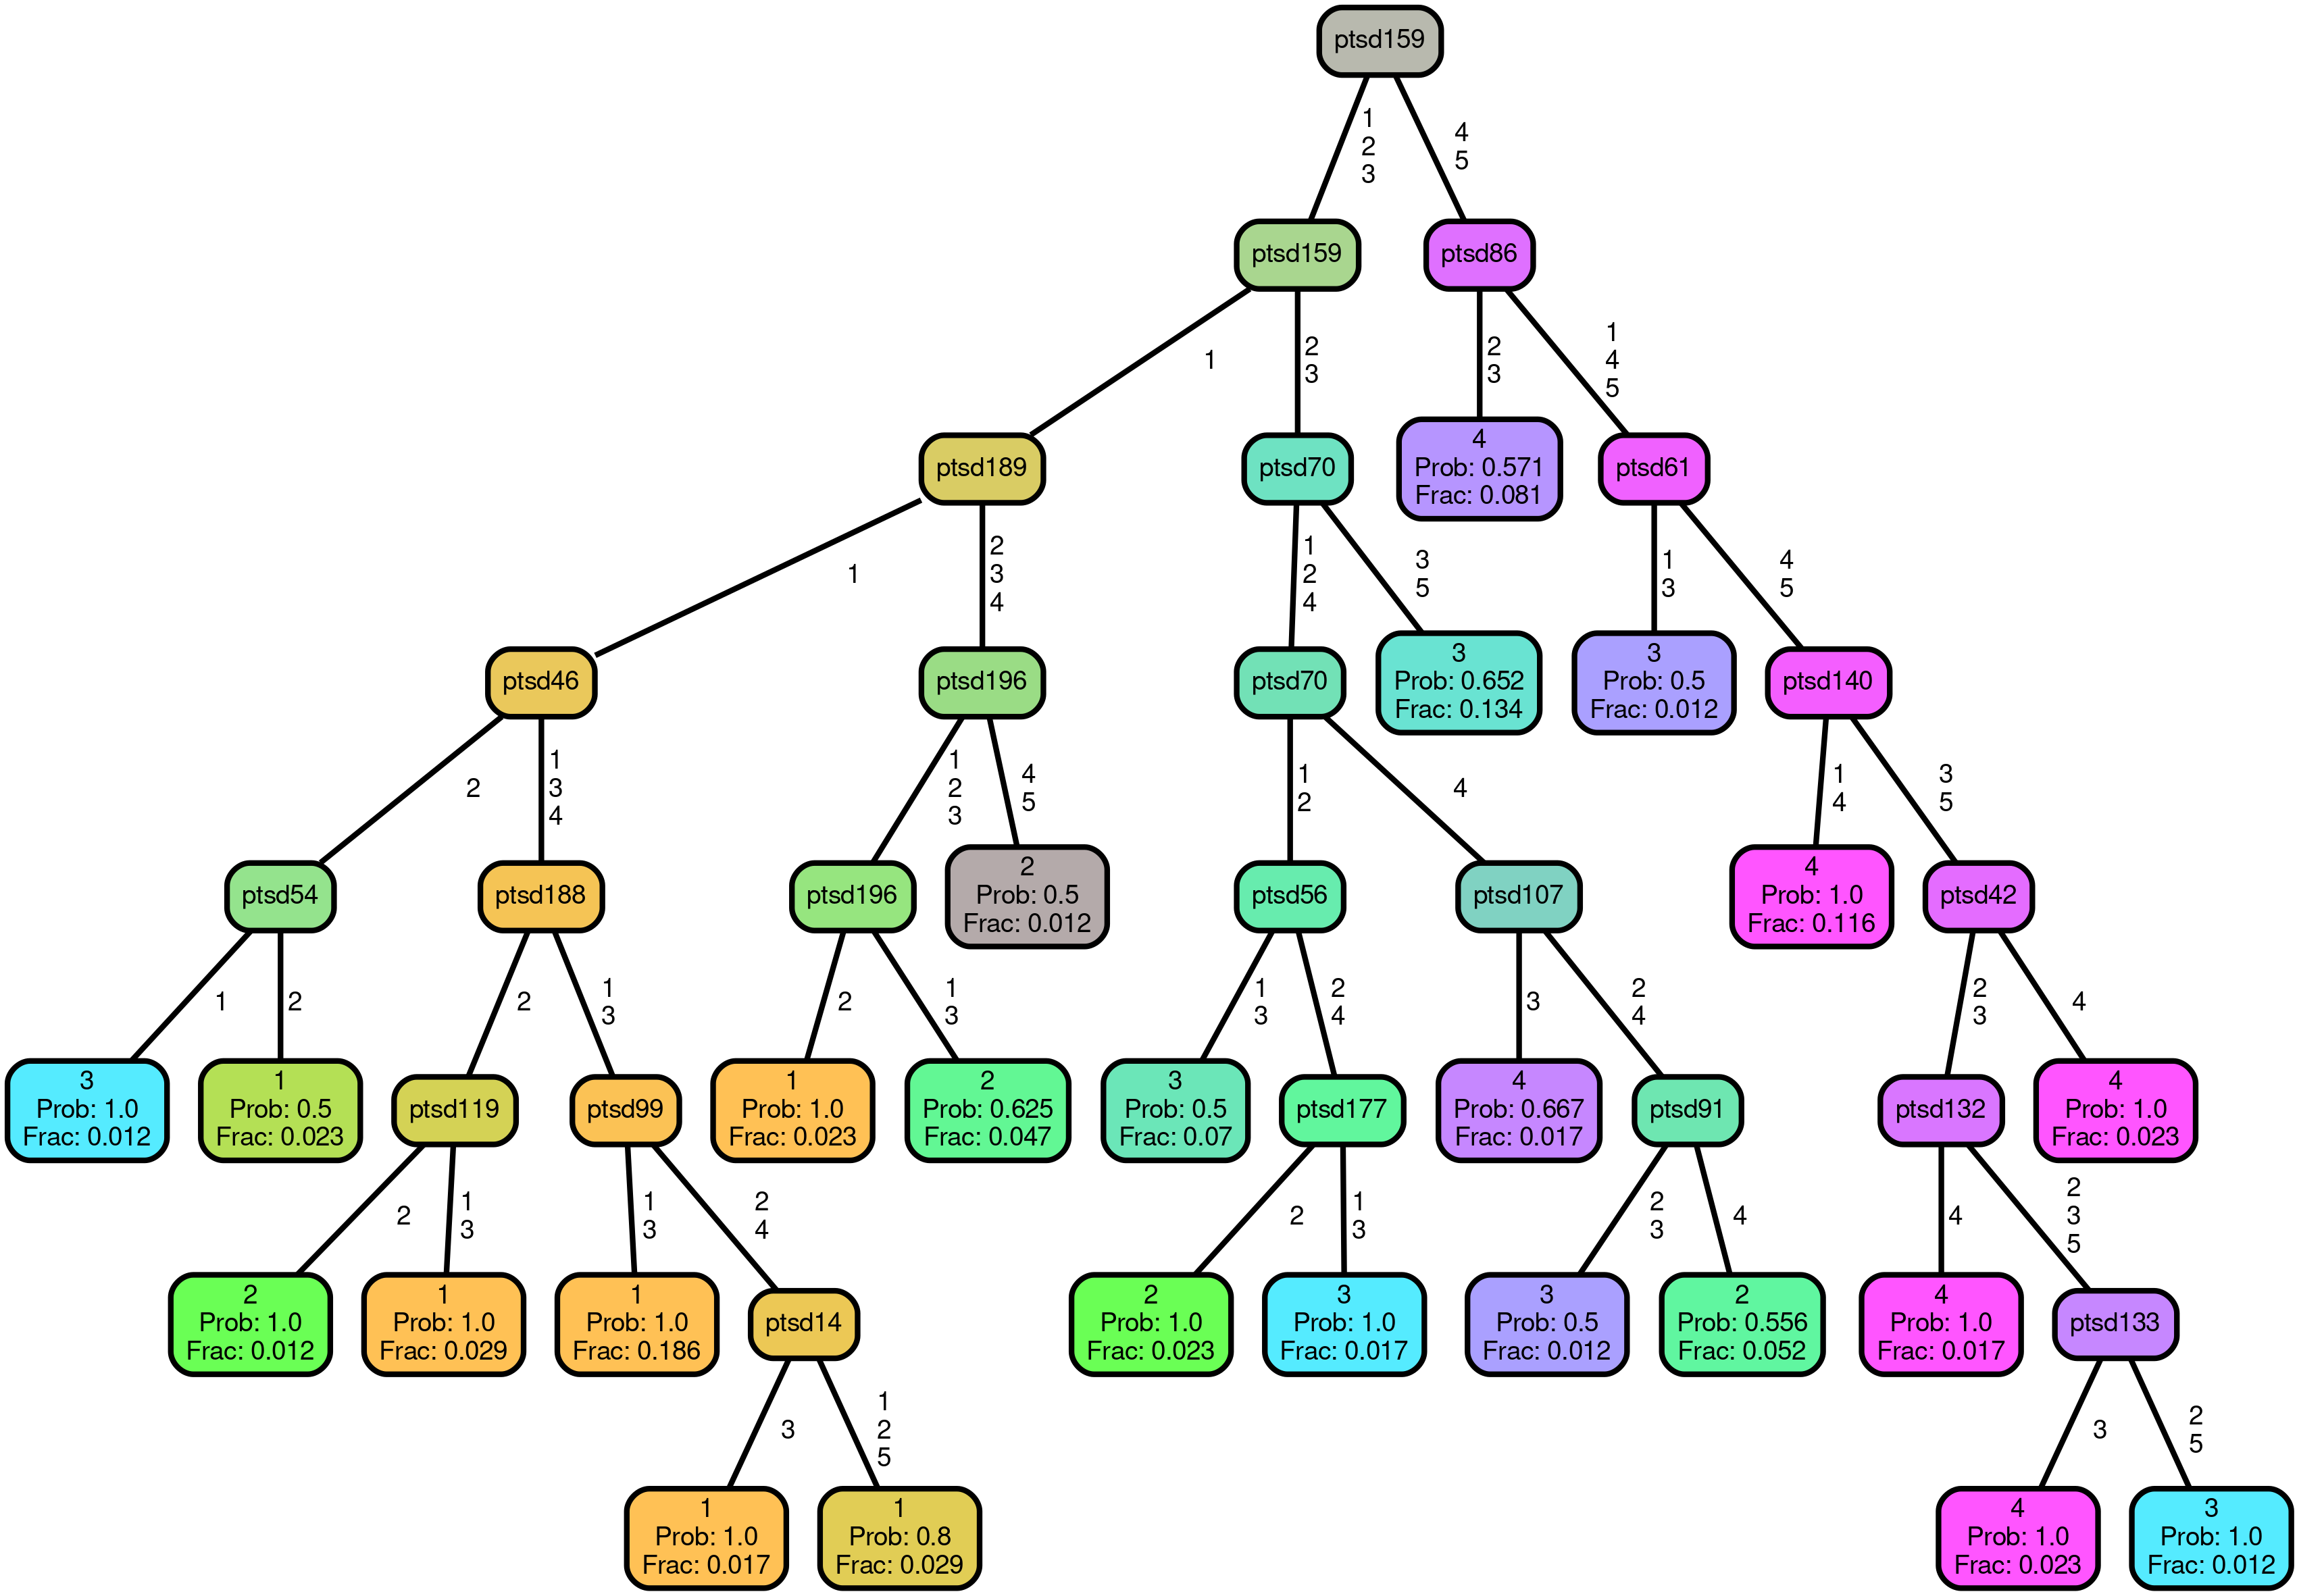 ptsd159
1
2
3
4
5
ptsd159
ptsd86
1
2
3
2
3
1
4
5
ptsd189
ptsd70
4
Prob: 0.571
Frac: 0.081
ptsd61
1
2
3
4
1
2
4
3
5
1
3
4
5
ptsd46
ptsd196
ptsd70
3
Prob: 0.652
Frac: 0.134
3
Prob: 0.5
Frac: 0.012
ptsd140
2
1
3
4
1
2
3
4
5
1
2
4
1
4
3
5
ptsd54
ptsd188
ptsd196
2
Prob: 0.5
Frac: 0.012
ptsd56
ptsd107
4
Prob: 1.0
Frac: 0.116
ptsd42
1
2
2
1
3
2
1
3
1
3
2
4
3
2
4
2
3
4
3
Prob: 1.0
Frac: 0.012
1
Prob: 0.5
Frac: 0.023
ptsd119
ptsd99
1
Prob: 1.0
Frac: 0.023
2
Prob: 0.625
Frac: 0.047
3
Prob: 0.5
Frac: 0.07
ptsd177
4
Prob: 0.667
Frac: 0.017
ptsd91
ptsd132
4
Prob: 1.0
Frac: 0.023
2
1
3
1
3
2
4
2
1
3
2
3
4
4
2
3
5
2
Prob: 1.0
Frac: 0.012
1
Prob: 1.0
Frac: 0.029
1
Prob: 1.0
Frac: 0.186
ptsd14
2
Prob: 1.0
Frac: 0.023
3
Prob: 1.0
Frac: 0.017
3
Prob: 0.5
Frac: 0.012
2
Prob: 0.556
Frac: 0.052
4
Prob: 1.0
Frac: 0.017
ptsd133
3
1
2
5
3
2
5
1
Prob: 1.0
Frac: 0.017
1
Prob: 0.8
Frac: 0.029
4
Prob: 1.0
Frac: 0.023
3
Prob: 1.0
Frac: 0.012